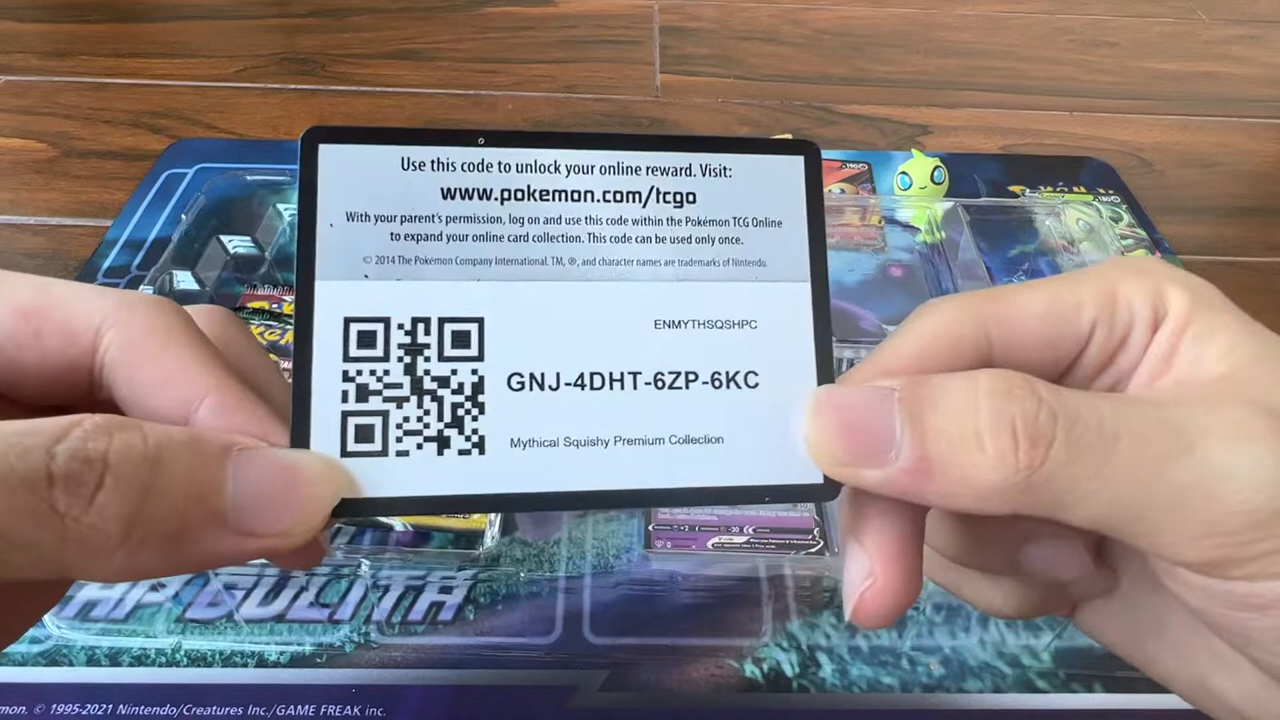 Use this code to unlock your online reward. Visit:
www.pokemon.com/tcgo
With your parent's permission, log on and use this code within the Pokémon TCG Online
to expand your online card collection. This code can be used only once.
© 2014 The Pokémon Company International. TM, ®, and character names are trademarks of Nintendo.
ENMYTHSQSHPC
GNJ-4DHT-6ZP-6KC
Mythical Squishy Premium Collection
mon. © 1995-2021 Nintendo/Creatures Inc./GAME FREAK inc.